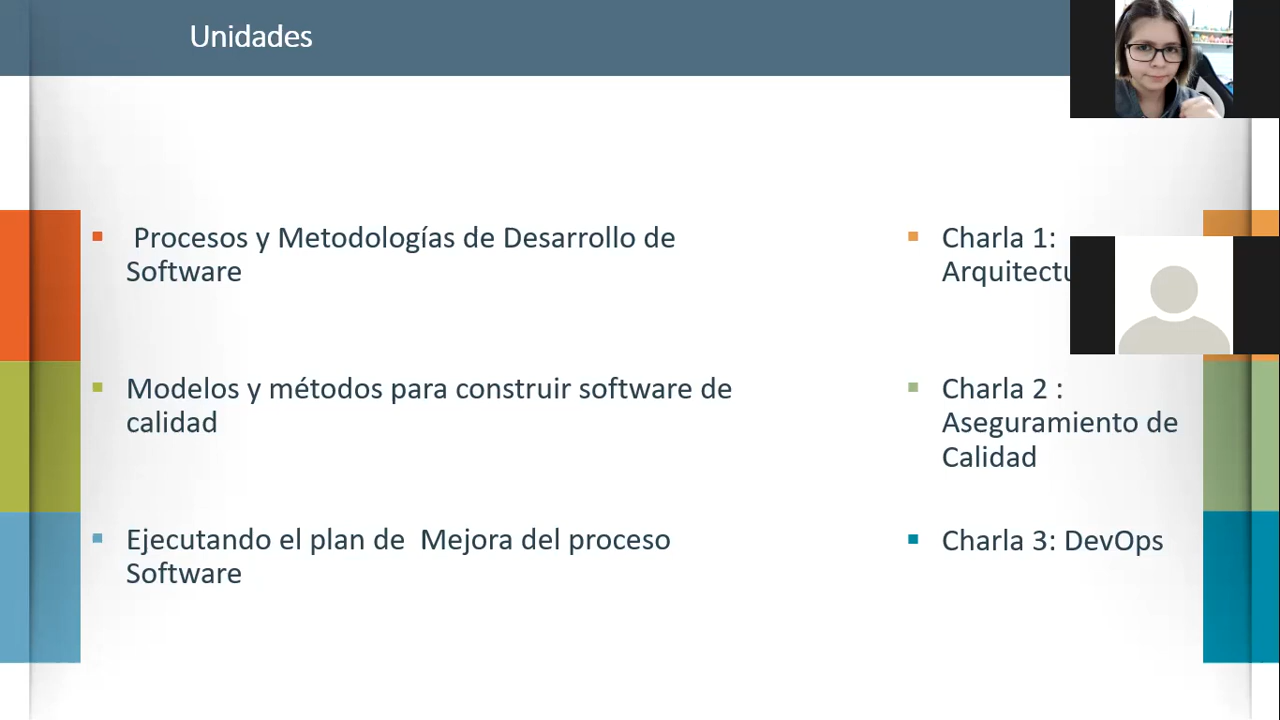 Unidades
Procesos y Metodologías de Desarrollo de
Software
Modelos y métodos para construir software de
calidad
Ejecutando el plan de Mejora del proceso
Software
Charla 1:
Charla 2 :
Aseguramiento de
Calidad
Charla 3: DevOps